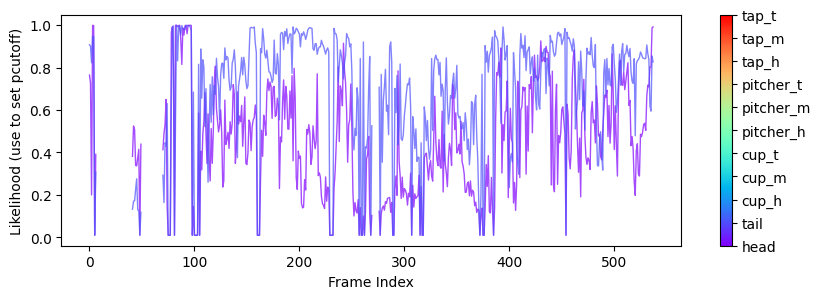 Likelihood (use to set pcutoff)
1.0
0.8
0.6
0.4
0.2
0.0
0
100
200
300
400
500
Frame Index
tap_t
tap_m
tap_h
pitcher_t
pitcher_m
pitcher_h
cup_t
cup_m
cup_h
tail
head